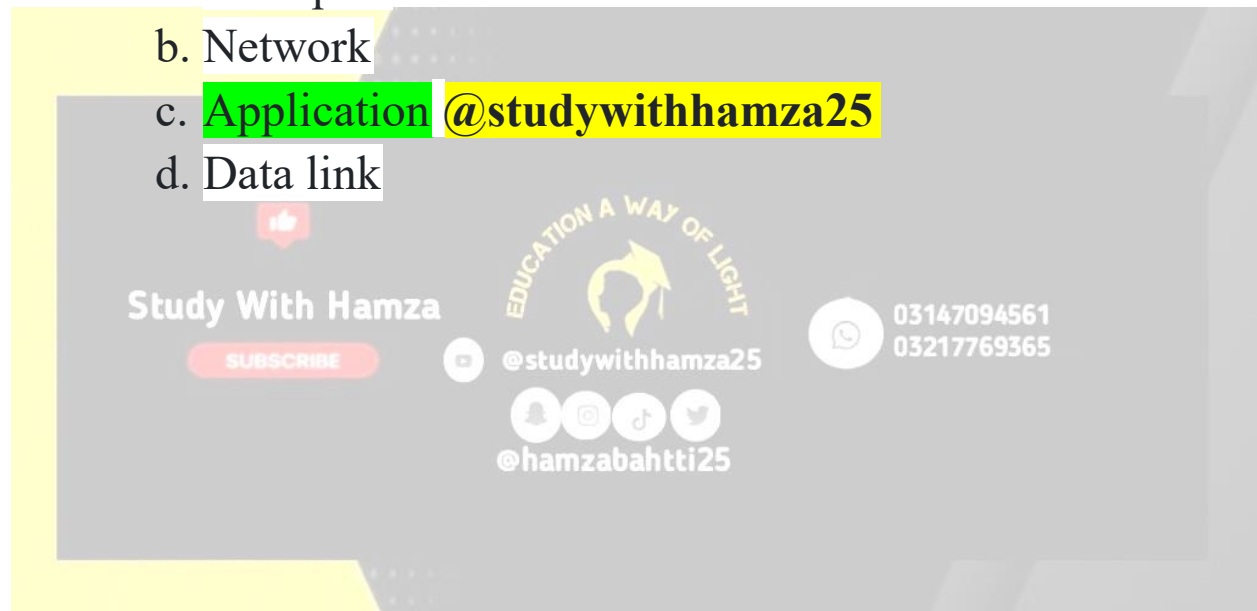 b. Network
c. Application @studywithhamza25
d. Data link
EDUCATION A WAY OF LIGHT
Study With Hamza
SUBSCRIBE
@studywithhamza25
03147094561
03217769365
@hamzabahtti25